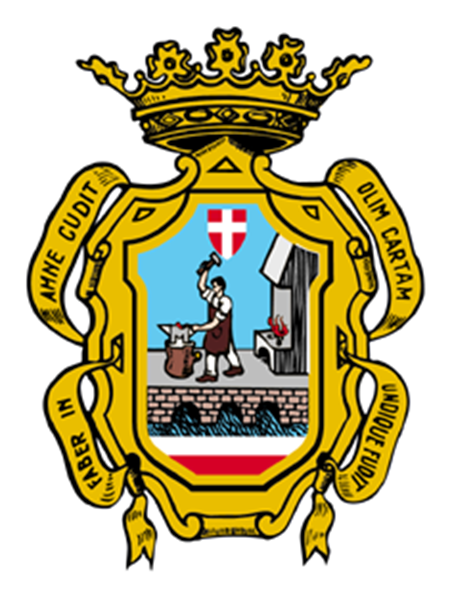 FABER IN
AMNE CUDIT
OLIM CARTAM
UNDIQUE FUDIT